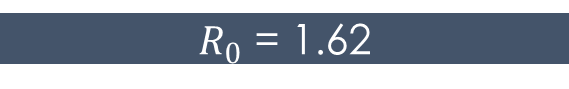 R₀ = 1.62